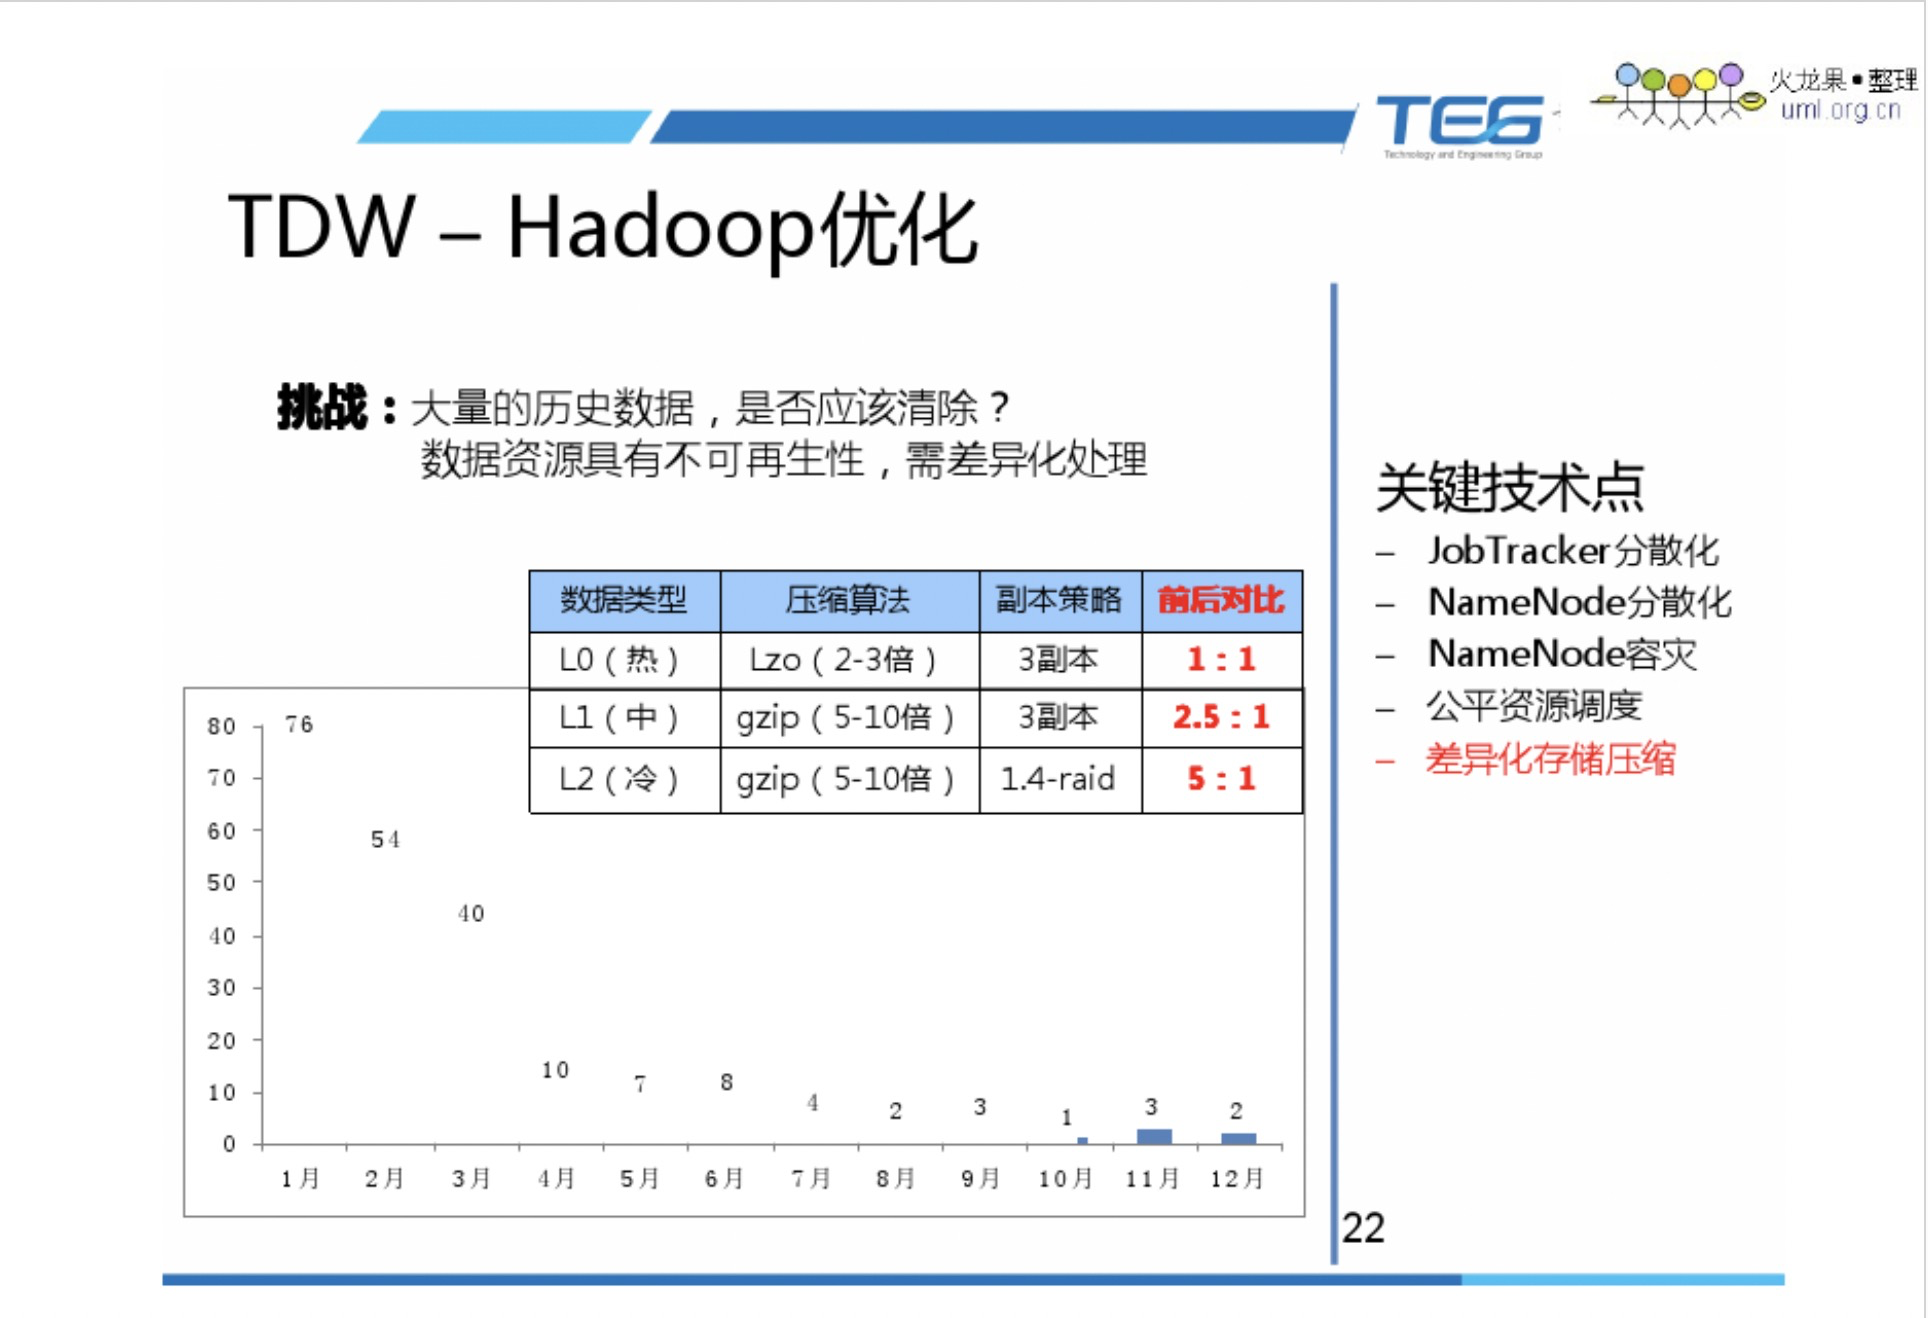 火龙果•整理
uml.org.cn
TEG
Technology and Engineering Group
TDW – Hadoop优化
挑战：大量的历史数据，是否应该清除？
数据资源具有不可再生性，需差异化处理
数据类型 压缩算法 副本策略 前后对比
L0（热） Lzo（2-3倍） 3副本 1：1
L1（中） gzip（5-10倍） 3副本 2.5：1
L2（冷） gzip（5-10倍） 1.4-raid 5：1
80
70
60
50
40
30
20
10
0
76
54
40
10
7
8
4
2
3
1
3
2
1月 2月 3月 4月 5月 6月 7月 8月 9月 10月 11月 12月
关键技术点
– JobTracker分散化
– NameNode分散化
– NameNode容灾
– 公平资源调度
– 差异化存储压缩
22